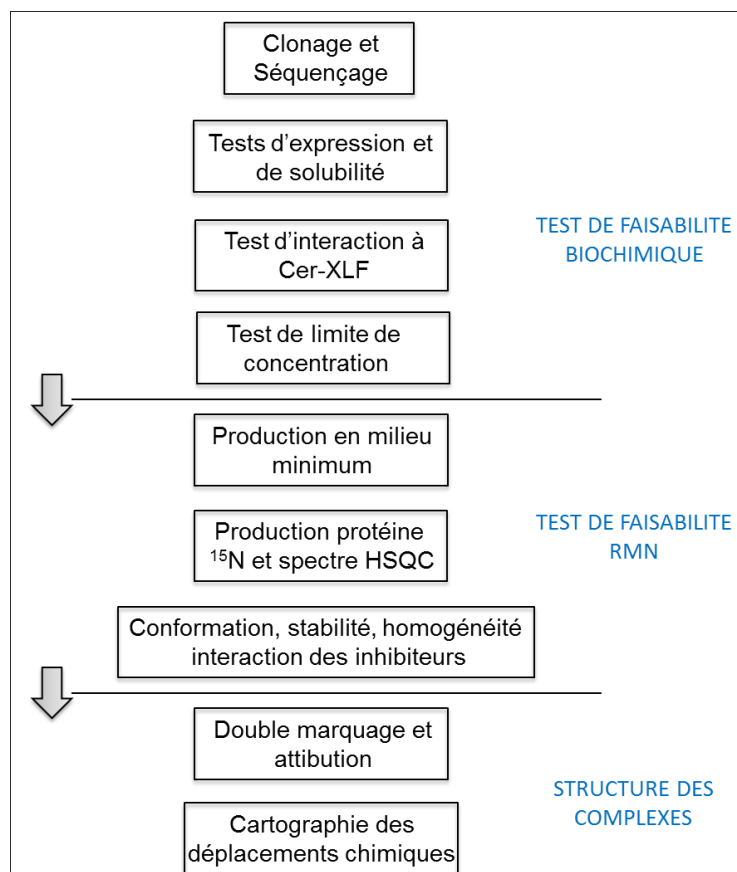 Clonage et
Séquençage
Tests d'expression et
de solubilité
Test d'interaction à
Cer-XLF
TEST DE FAISABILITE
BIOCHIMIQUE
Test de limite de
concentration
Production en milieu
minimum
Production protéine
¹⁵N et spectre HSQC
TEST DE FAISABILITE
RMN
Conformation, stabilité, homogénéité
interaction des inhibiteurs
Double marquage et
attibution
STRUCTURE DES
COMPLEXES
Cartographie des
déplacements chimiques